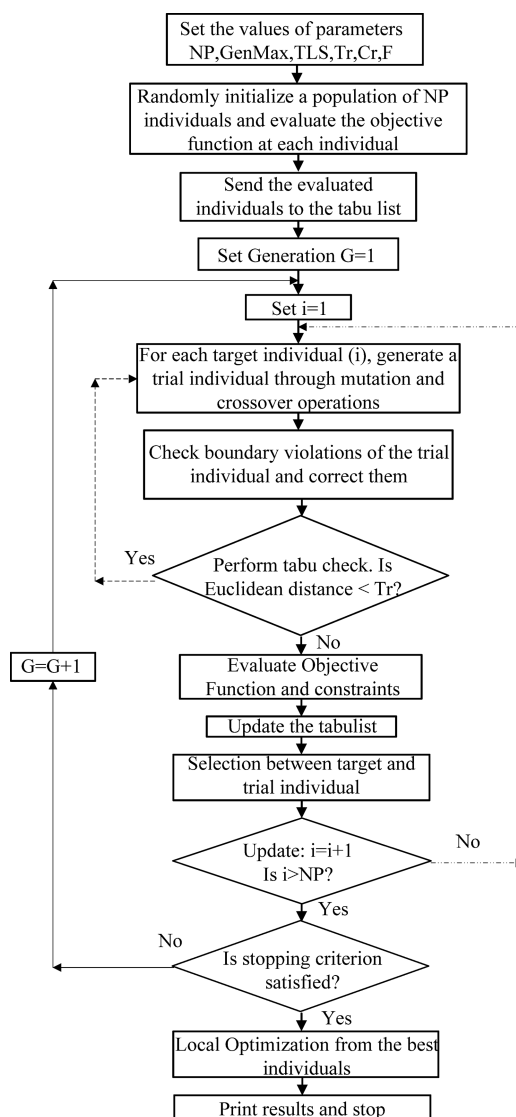 Set the values of parameters
NP,GenMax,TLS,Tr,Cr,F
Randomly initialize a population of NP
individuals and evaluate the objective
function at each individual
Send the evaluated
individuals to the tabu list
Set Generation G=1
Set i=1
For each target individual (i), generate a
trial individual through mutation and
crossover operations
Check boundary violations of the trial
individual and correct them
Yes
Perform tabu check. Is
Euclidean distance < Tr?
No
G=G+1
Evaluate Objective
Function and constraints
Update the tabulist
Selection between target and
trial individual
Update: i=i+1
Is i>NP?
No
Yes
No
Is stopping criterion
satisfied?
Yes
Local Optimization from the best
individuals
Print results and stop